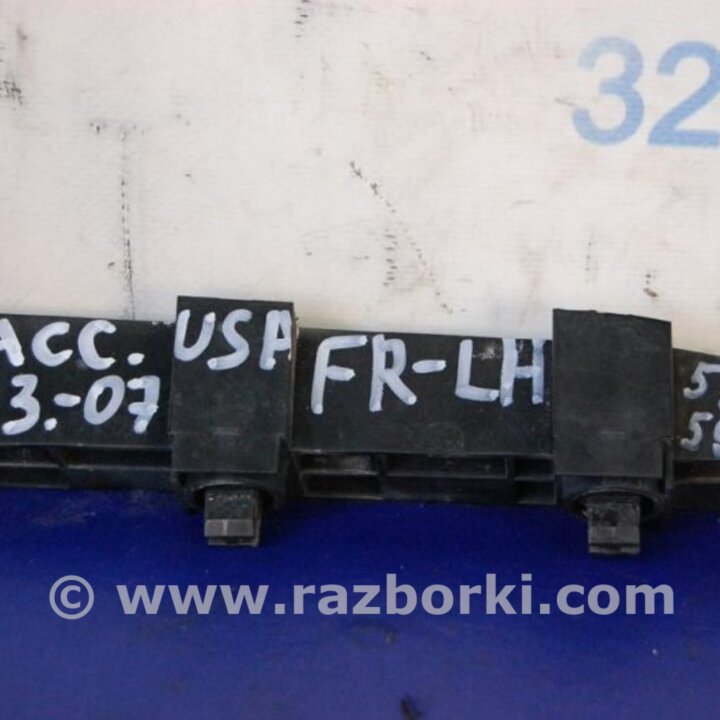 32
ACC. USA FR-LH
3.-07
© www.razborki.com